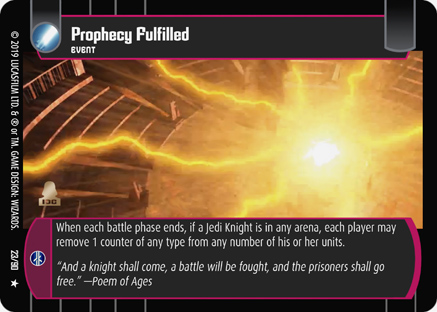 Prophecy Fulfilled
EVENT
© 2019 LUCASFILM LTD. & ® or TM. GAME DESIGN: WIZARDS.
23/90
When each battle phase ends, if a Jedi Knight is in any arena, each player may
remove 1 counter of any type from any number of his or her units.
"And a knight shall come, a battle will be fought, and the prisoners shall go
free." —Poem of Ages